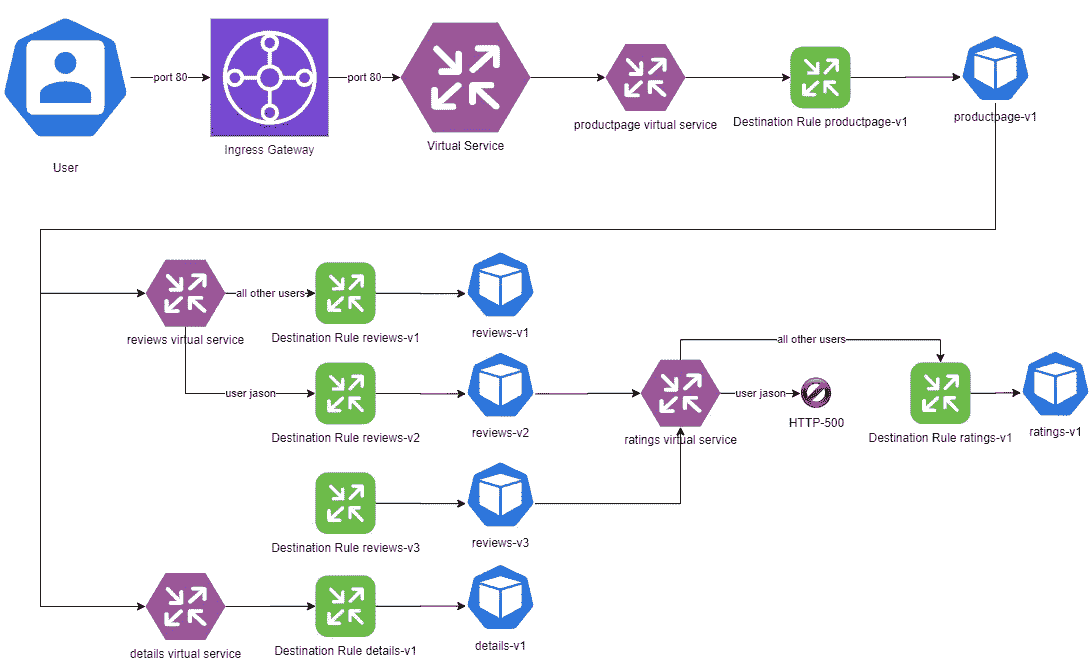 port 80
port 80
User
Ingress Gateway
Virtual Service
productpage virtual service
Destination Rule productpage-v1
productpage-v1
reviews virtual service
all other users
Destination Rule reviews-v1
reviews-v1
user jason
Destination Rule reviews-v2
reviews-v2
all other users
ratings virtual service
user jason
HTTP-500
Destination Rule ratings-v1
ratings-v1
Destination Rule reviews-v3
reviews-v3
details virtual service
Destination Rule details-v1
details-v1